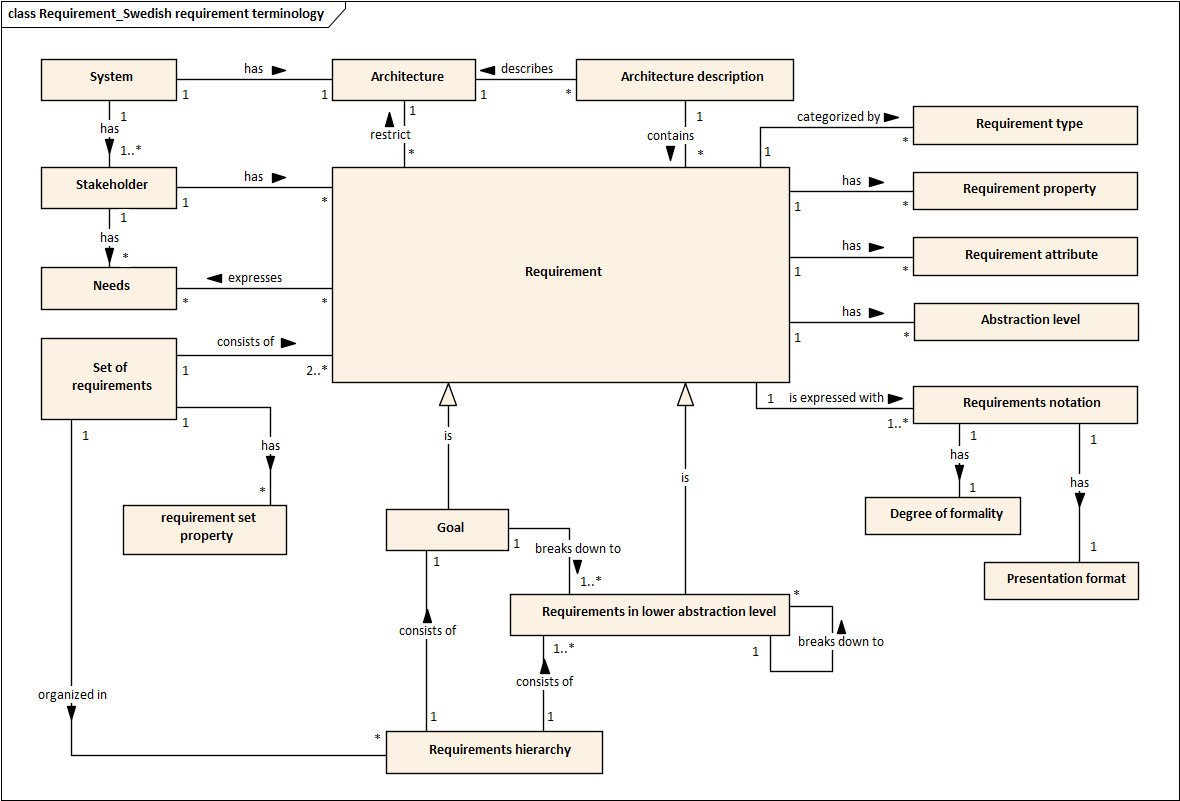 class Requirement_Swedish requirement terminology
System
has
1
1
Architecture
describes
1
*
Architecture description
1
has
1..*
1
restrict
*
1
contains
*
categorized by
1
*
Requirement type
Stakeholder
has
1
*
has
1
*
Requirement property
1
has
*
Requirement
has
1
*
Requirement attribute
Needs
expresses
*
*
has
1
*
Abstraction level
Set of
requirements
consists of
1
2..*
1
is expressed with
1..*
Requirements notation
1
has
*
1
is
is
1
has
1
1
has
1
requirement set
property
Goal
Degree of formality
1
breaks down to
1..*
Presentation format
1
consists of
1
Requirements in lower abstraction level
*
breaks down to
1
1..*
consists of
1
organized in
*
Requirements hierarchy